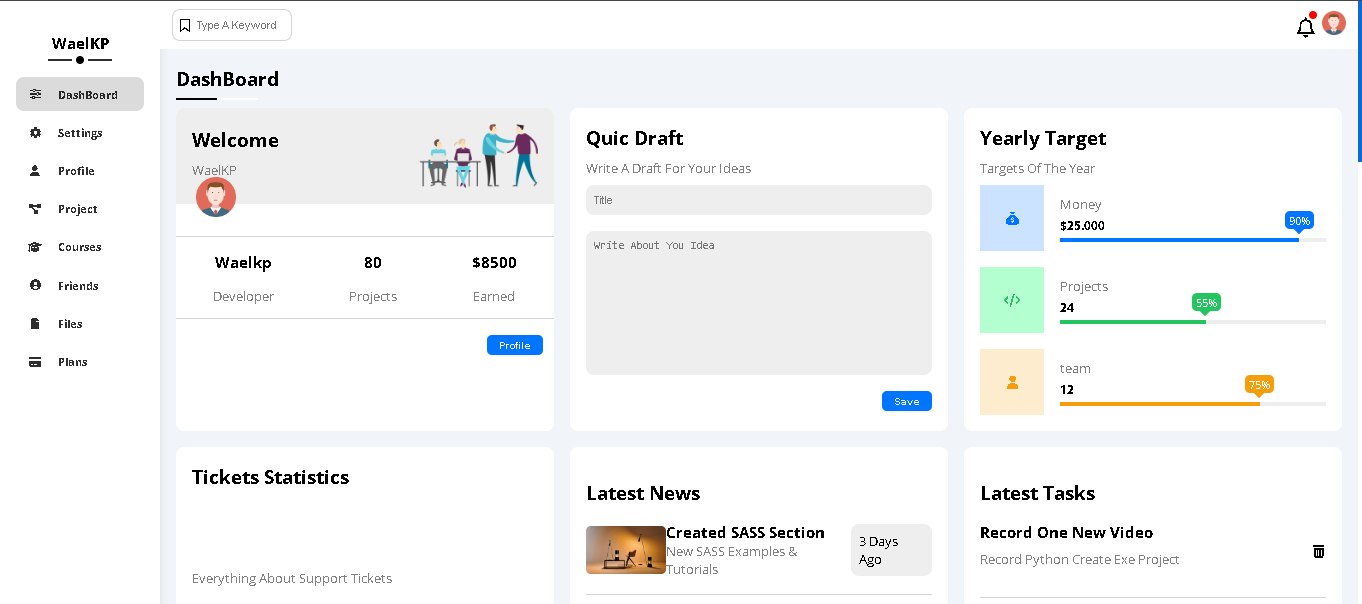 WaelKP
DashBoard
Settings
Profile
Project
Courses
Friends
Files
Plans
Type A Keyword
DashBoard
Welcome
WaelKP
Waelkp
Developer
80
Projects
$8500
Earned
Profile
Quic Draft
Write A Draft For Your Ideas
Title
Write About You Idea
Save
Yearly Target
Targets Of The Year
Money
$25.000
90%
Projects
24
55%
team
12
75%
Tickets Statistics
Everything About Support Tickets
Latest News
Created SASS Section
New SASS Examples &
Tutorials
3 Days
Ago
Latest Tasks
Record One New Video
Record Python Create Exe Project